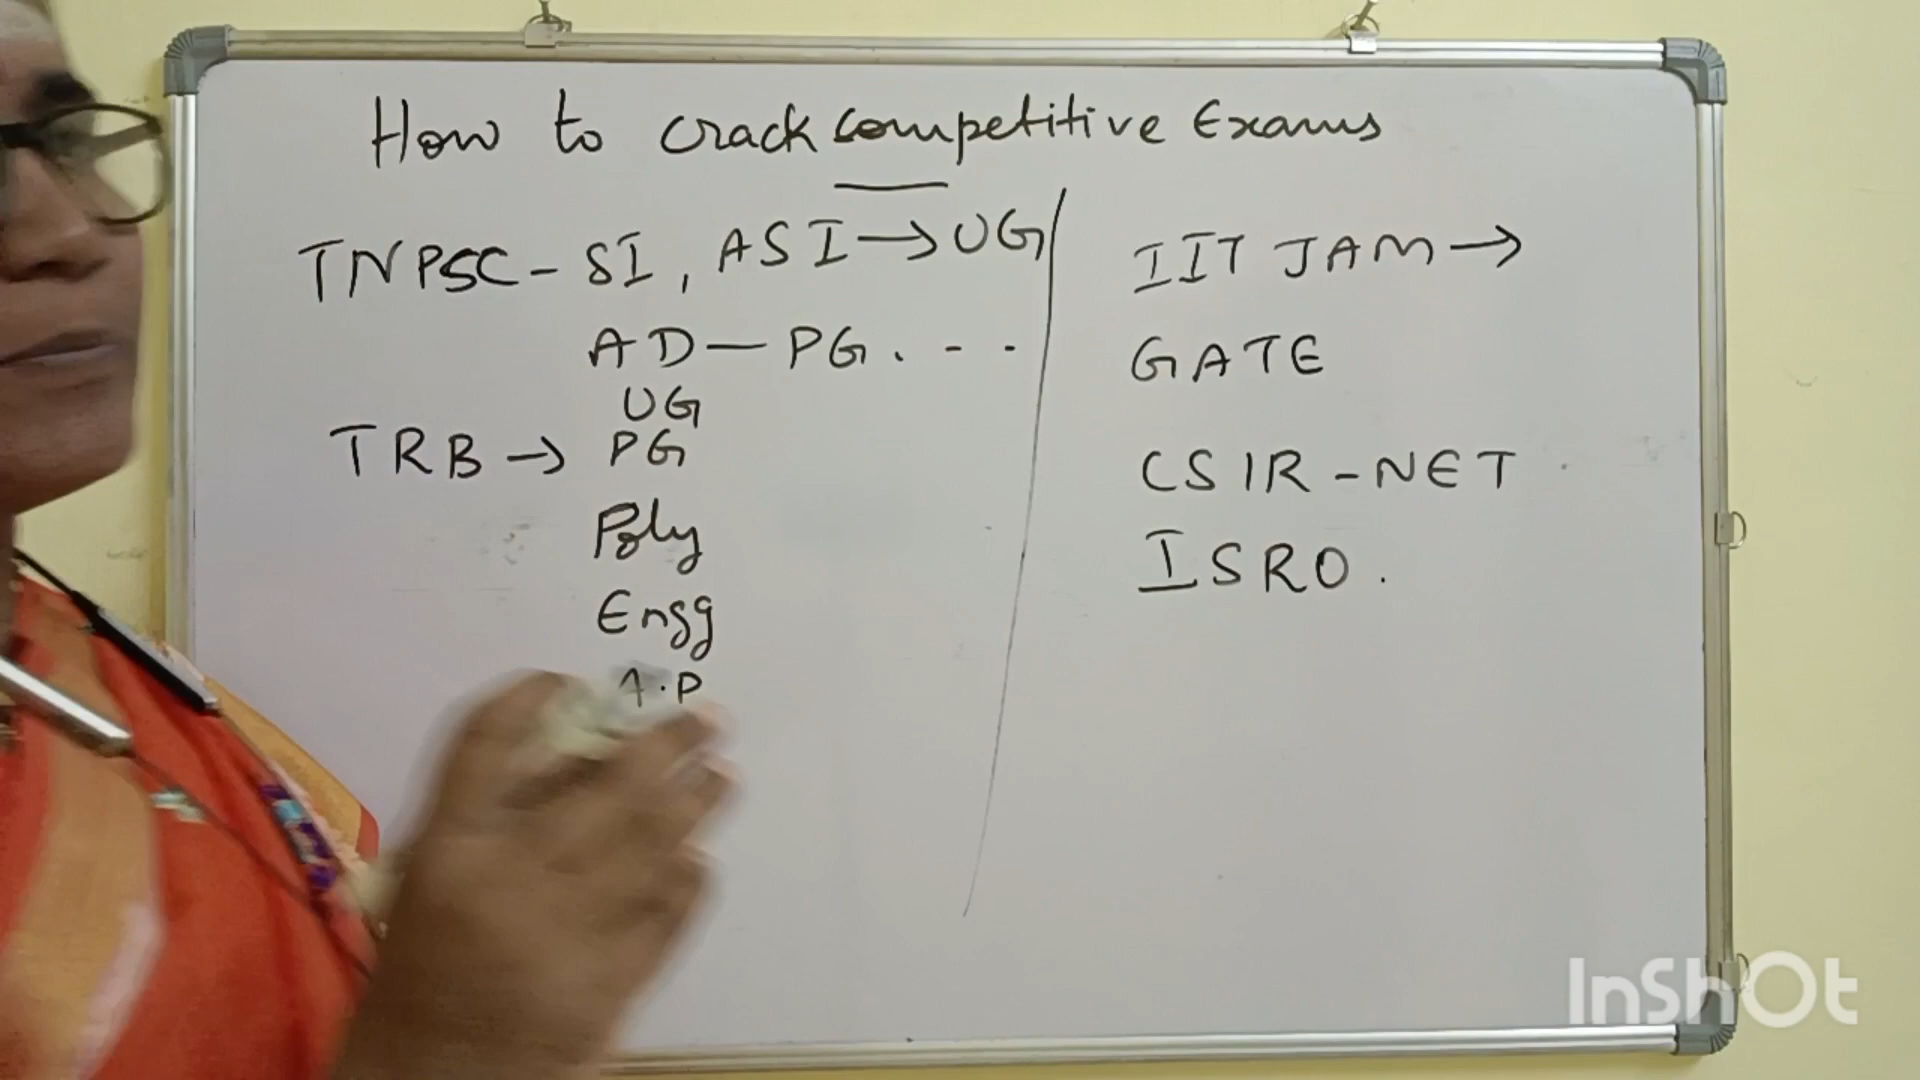 How to crack competitive Exams
TNPSC - SI, ASI → UG
AD — PG . - - 
UG
TRB → PG
Poly
Engg
A.P
IIT JAM →
GATE
CSIR - NET
ISRO.
InShOt